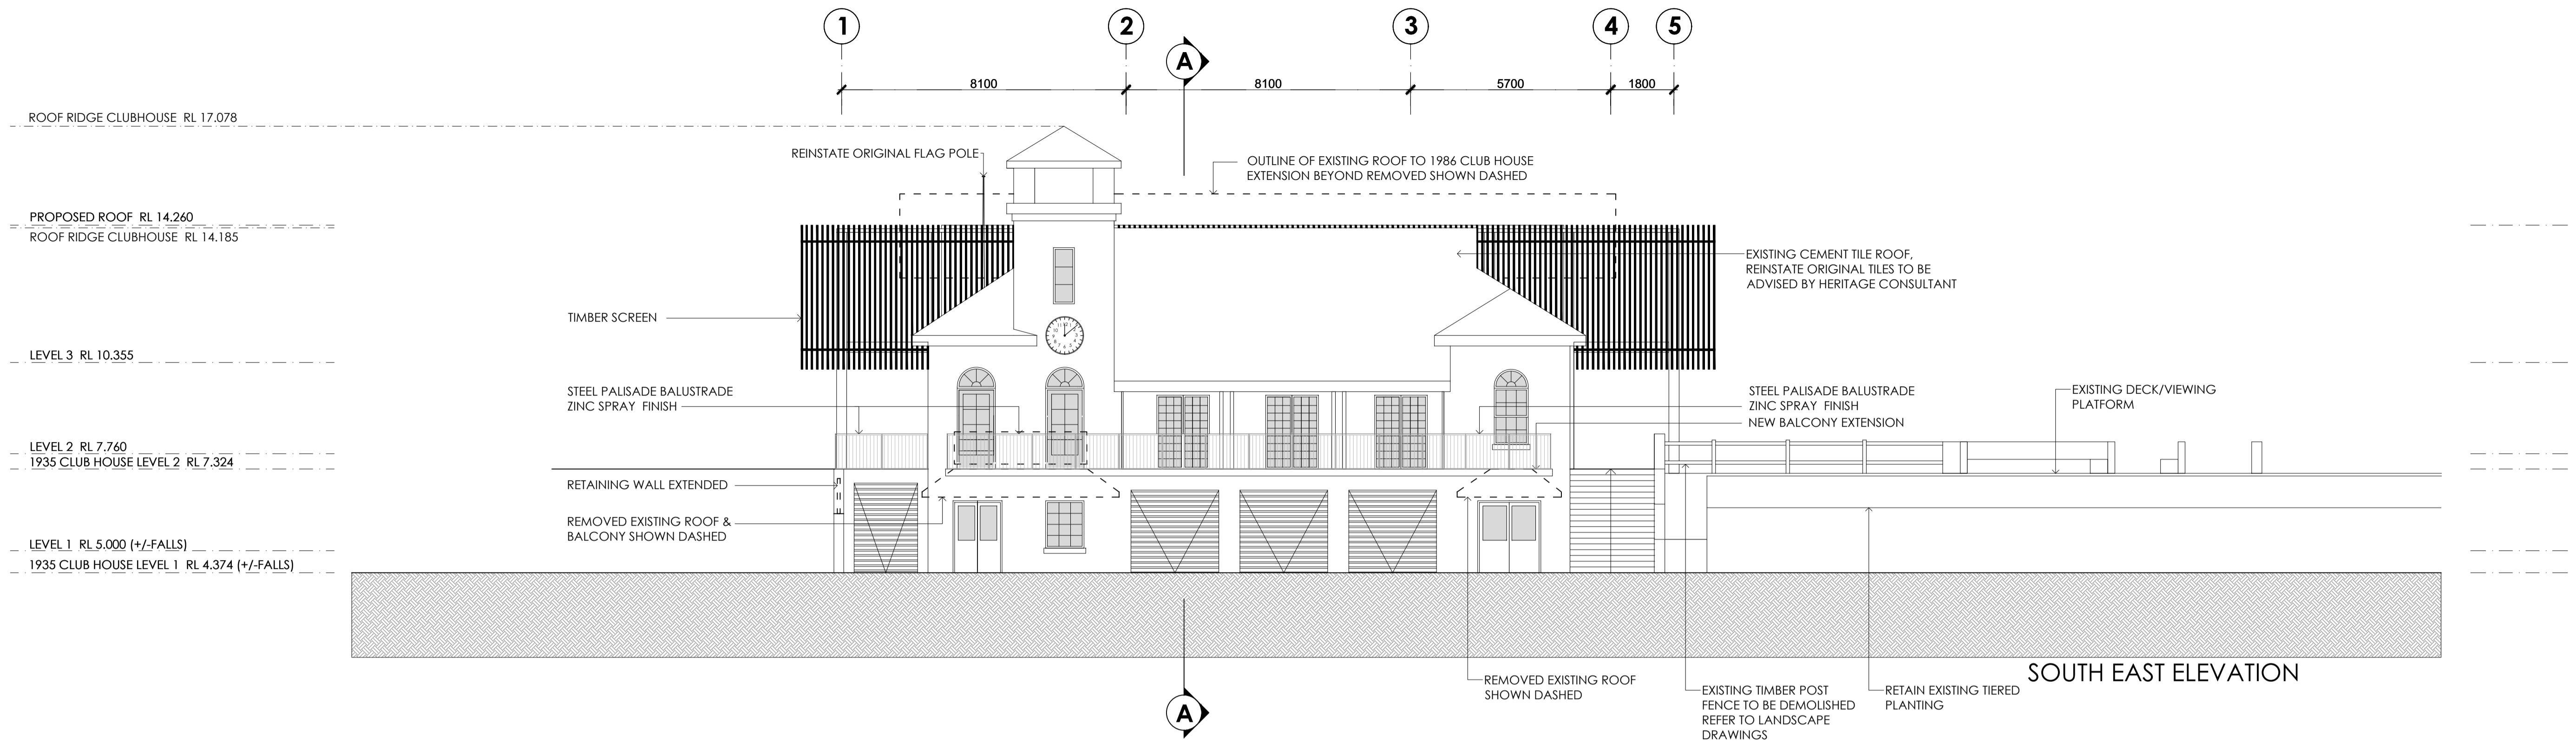 1
2
3
4
5
A
8100
8100
5700
1800
ROOF RIDGE CLUBHOUSE RL 17.078
REINSTATE ORIGINAL FLAG POLE
OUTLINE OF EXISTING ROOF TO 1986 CLUB HOUSE
EXTENSION BEYOND REMOVED SHOWN DASHED
PROPOSED ROOF RL 14.260
ROOF RIDGE CLUBHOUSE RL 14.185
EXISTING CEMENT TILE ROOF,
REINSTATE ORIGINAL TILES TO BE
ADVISED BY HERITAGE CONSULTANT
TIMBER SCREEN
LEVEL 3 RL 10.355
STEEL PALISADE BALUSTRADE
ZINC SPRAY FINISH
STEEL PALISADE BALUSTRADE
ZINC SPRAY FINISH
NEW BALCONY EXTENSION
EXISTING DECK/VIEWING
PLATFORM
LEVEL 2 RL 7.760
1935 CLUB HOUSE LEVEL 2 RL 7.324
RETAINING WALL EXTENDED
REMOVED EXISTING ROOF &
BALCONY SHOWN DASHED
LEVEL 1 RL 5.000 (+/-FALLS)
1935 CLUB HOUSE LEVEL 1 RL 4.374 (+/-FALLS)
SOUTH EAST ELEVATION
REMOVED EXISTING ROOF
SHOWN DASHED
EXISTING TIMBER POST
FENCE TO BE DEMOLISHED
REFER TO LANDSCAPE
DRAWINGS
RETAIN EXISTING TIERED
PLANTING
A